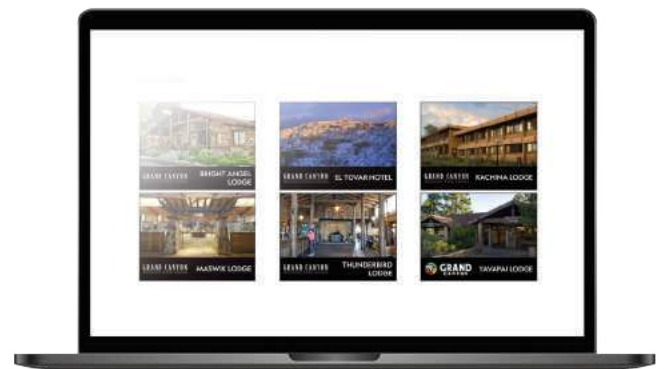 GRAND CANYON
BRIGHT ANGEL
LODGE
GRAND CANYON
EL TOVAR HOTEL
GRAND CANYON
KACHINA LODGE
GRAND CANYON
MASWIK LODGE
GRAND CANYON
THUNDERBIRD
LODGE
GRAND
CANYON
YAVAPAI LODGE